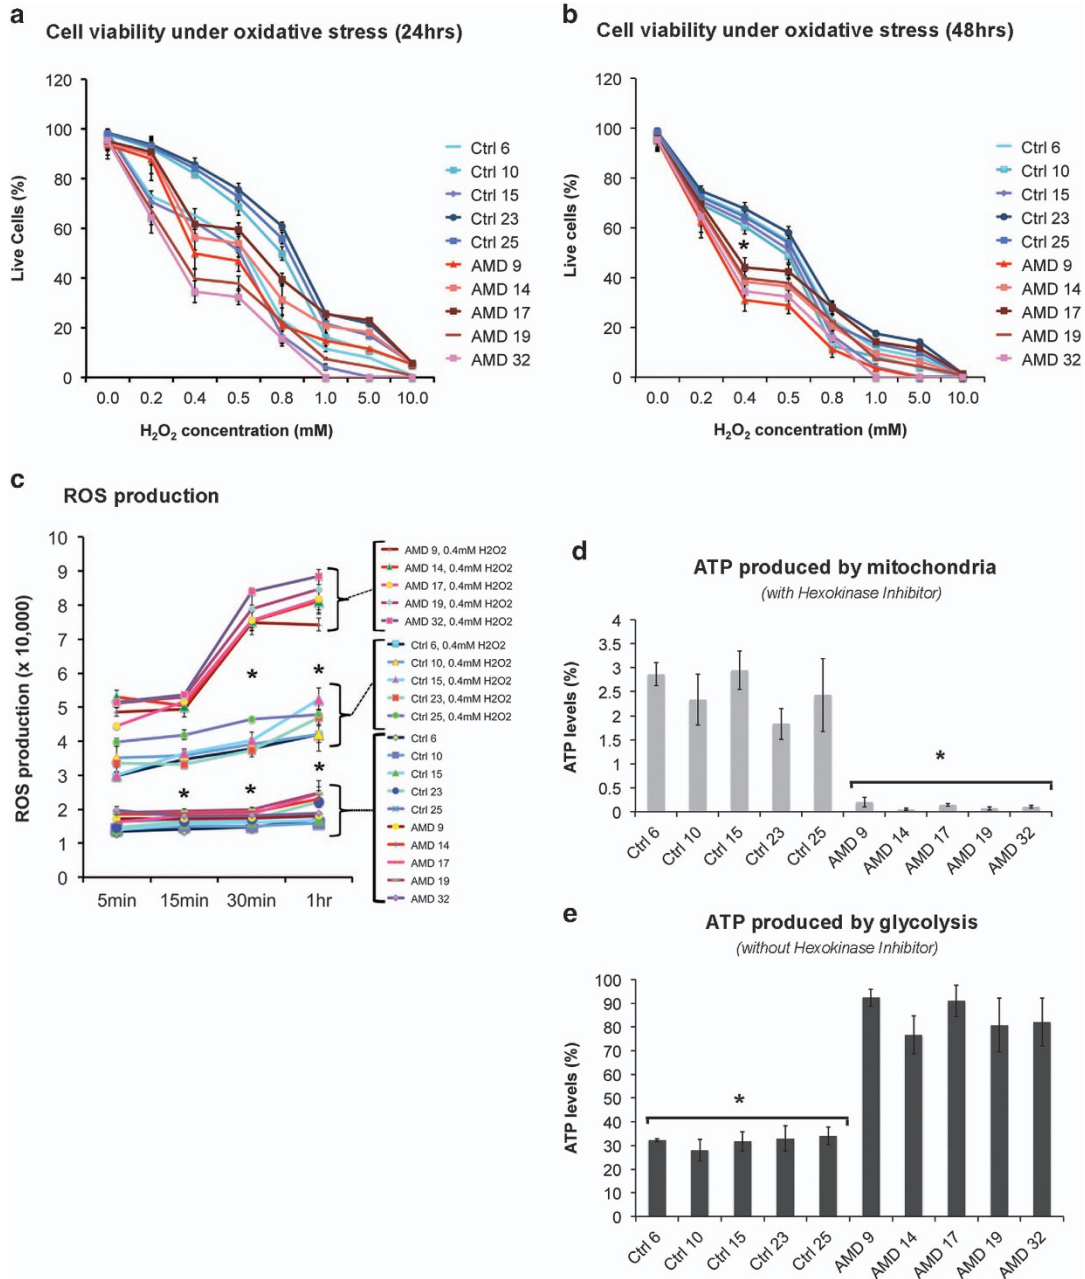 a
Cell viability under oxidative stress (24hrs)
120
100
80
60
40
20
0
Live Cells (%)
0.0 0.2 0.4 0.5 0.8 1.0 5.0 10.0
H₂O₂ concentration (mM)
Ctrl 6
Ctrl 10
Ctrl 15
Ctrl 23
Ctrl 25
AMD 9
AMD 14
AMD 17
AMD 19
AMD 32
b
Cell viability under oxidative stress (48hrs)
120
100
80
60
40
20
0
Live cells (%)
*
0.0 0.2 0.4 0.5 0.8 1.0 5.0 10.0
H₂O₂ concentration (mM)
Ctrl 6
Ctrl 10
Ctrl 15
Ctrl 23
Ctrl 25
AMD 9
AMD 14
AMD 17
AMD 19
AMD 32
c
ROS production
10
9
8
7
6
5
4
3
2
1
0
ROS production (x 10,000)
* *
*
* *
5min 15min 30min 1hr
AMD 9, 0.4mM H2O2
AMD 14, 0.4mM H2O2
AMD 17, 0.4mM H2O2
AMD 19, 0.4mM H2O2
AMD 32, 0.4mM H2O2
Ctrl 6, 0.4mM H2O2
Ctrl 10, 0.4mM H2O2
Ctrl 15, 0.4mM H2O2
Ctrl 23, 0.4mM H2O2
Ctrl 25, 0.4mM H2O2
Ctrl 6
Ctrl 10
Ctrl 15
Ctrl 23
Ctrl 25
AMD 9
AMD 14
AMD 17
AMD 19
AMD 32
d
ATP produced by mitochondria
(with Hexokinase Inhibitor)
4
3.5
3
2.5
2
1.5
1
0.5
0
ATP levels (%)
*
Ctrl 6 Ctrl 10 Ctrl 15 Ctrl 23 Ctrl 25 AMD 9 AMD 14 AMD 17 AMD 19 AMD 32
e
ATP produced by glycolysis
(without Hexokinase Inhibitor)
100
90
80
70
60
50
40
30
20
10
0
ATP levels (%)
*
Ctrl 6 Ctrl 10 Ctrl 15 Ctrl 23 Ctrl 25 AMD 9 AMD 14 AMD 17 AMD 19 AMD 32